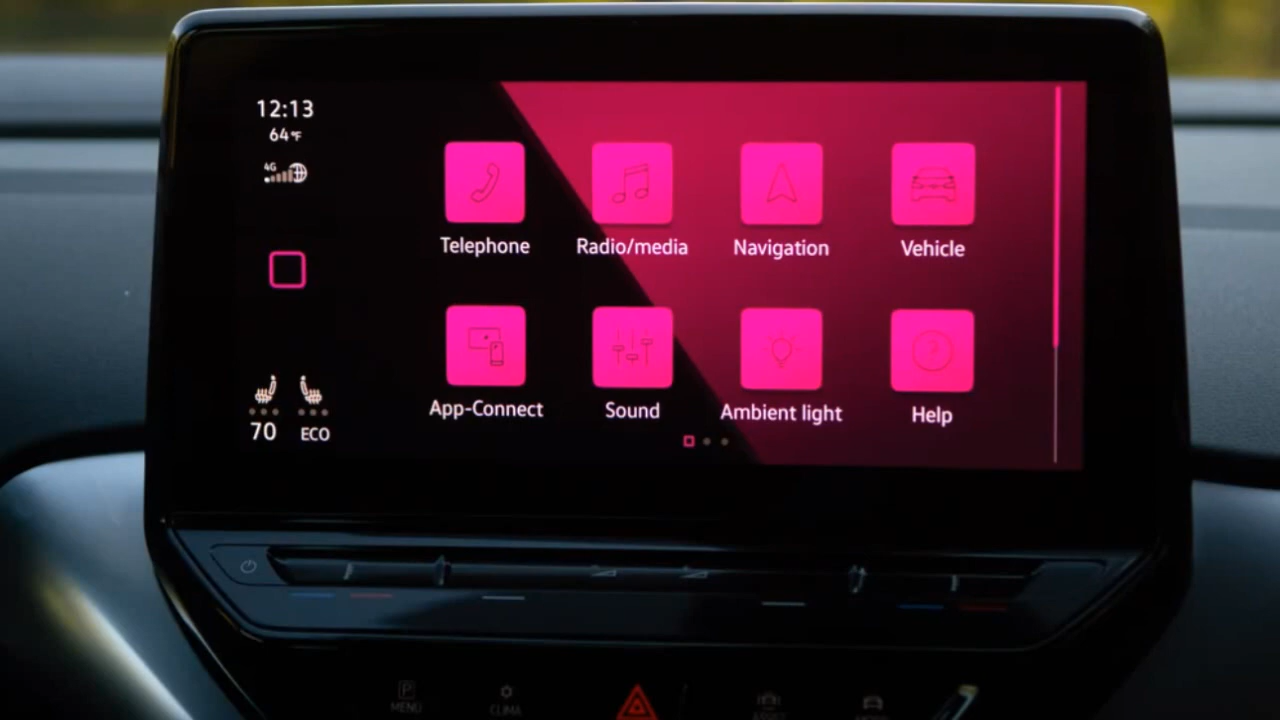 12:13
64°F
4G
Telephone
Radio/media
Navigation
Vehicle
App-Connect
Sound
Ambient light
Help
70
ECO
P
MENU
CLIMA